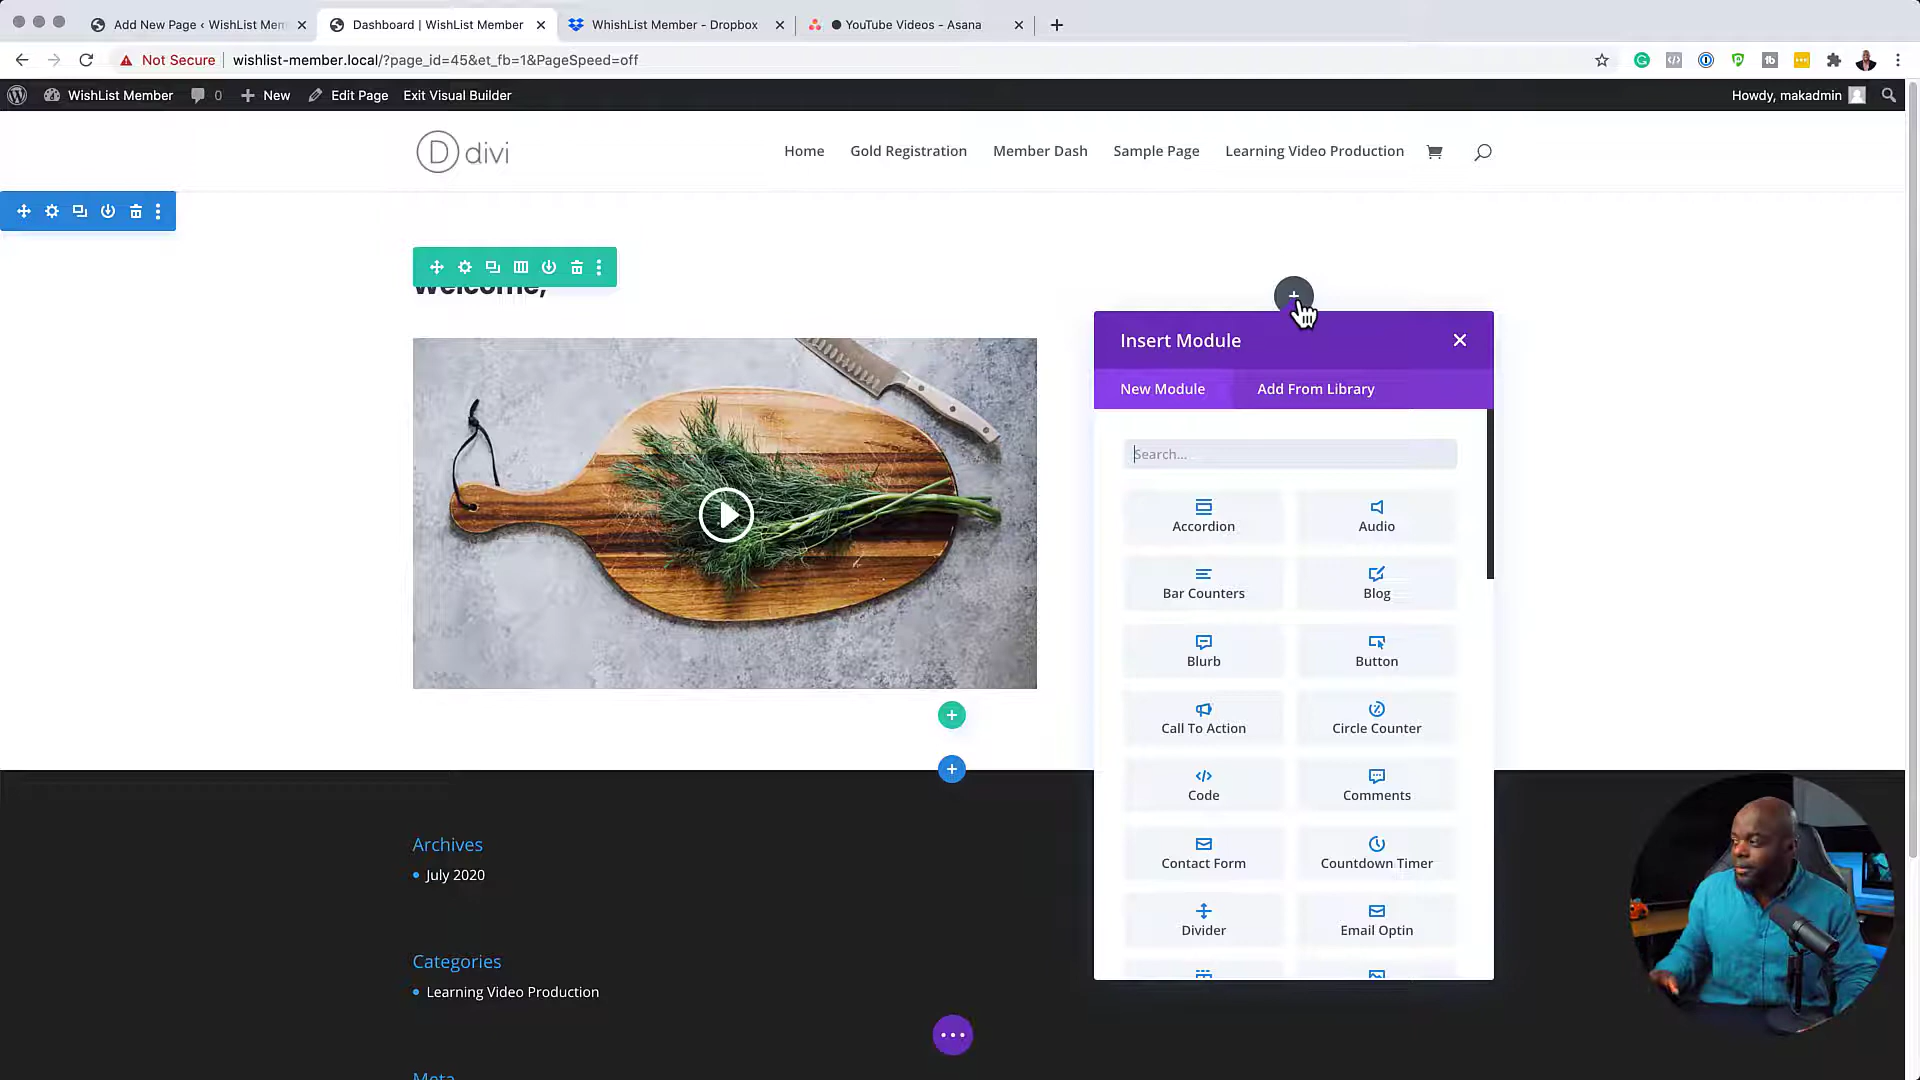 Add New Page ‹ WishList Mem
Dashboard | WishList Member
WhishList Member - Dropbox
● YouTube Videos - Asana
Not Secure
wishlist-member.local/?page_id=45&et_fb=1&PageSpeed=off
WishList Member
0
New
Edit Page
Exit Visual Builder
Howdy, makadmin
D divi
Home
Gold Registration
Member Dash
Sample Page
Learning Video Production
Welcome,
Insert Module
New Module
Add From Library
Search...
Accordion
Audio
Bar Counters
Blog
Blurb
Button
Call To Action
Circle Counter
Code
Comments
Contact Form
Countdown Timer
Divider
Email Optin
Archives
July 2020
Categories
Learning Video Production
Meta